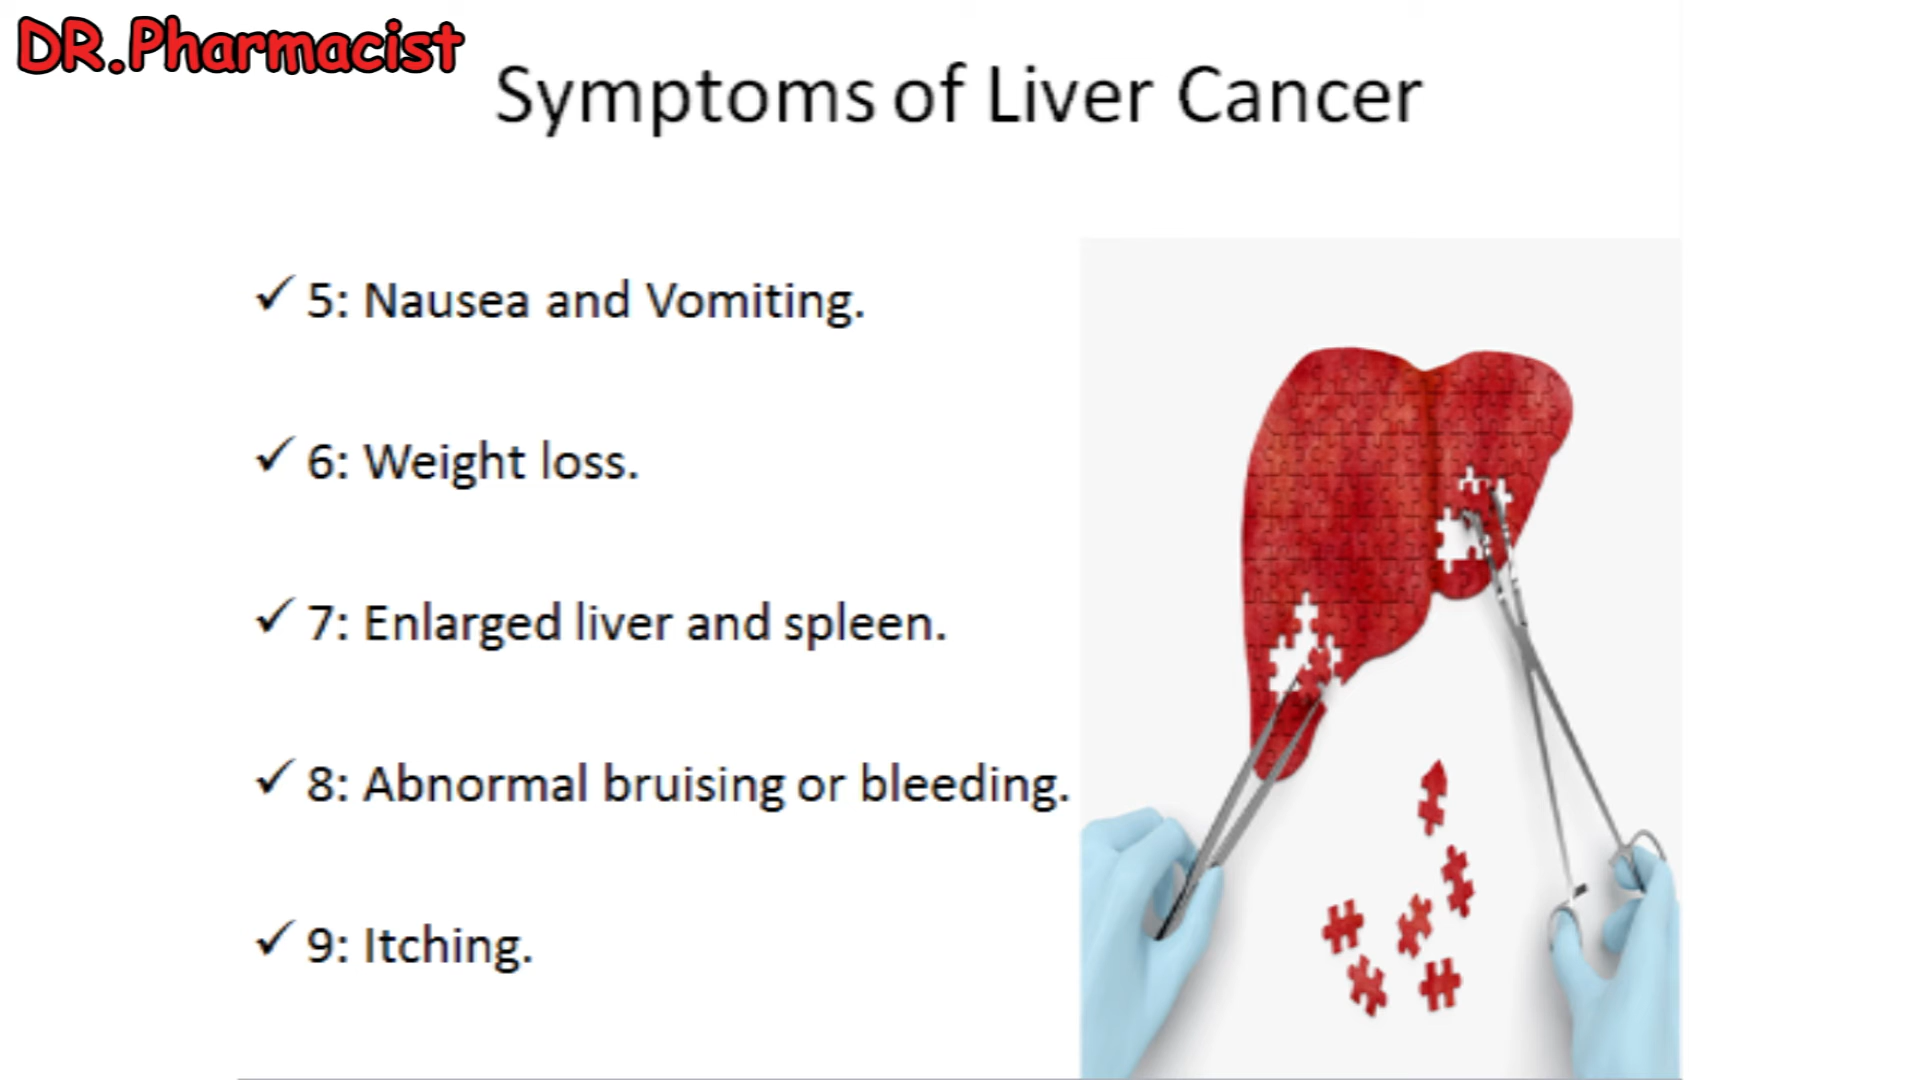 DR.Pharmacist
Symptoms of Liver Cancer
✓ 5: Nausea and Vomiting.
✓ 6: Weight loss.
✓ 7: Enlarged liver and spleen.
✓ 8: Abnormal bruising or bleeding.
✓ 9: Itching.